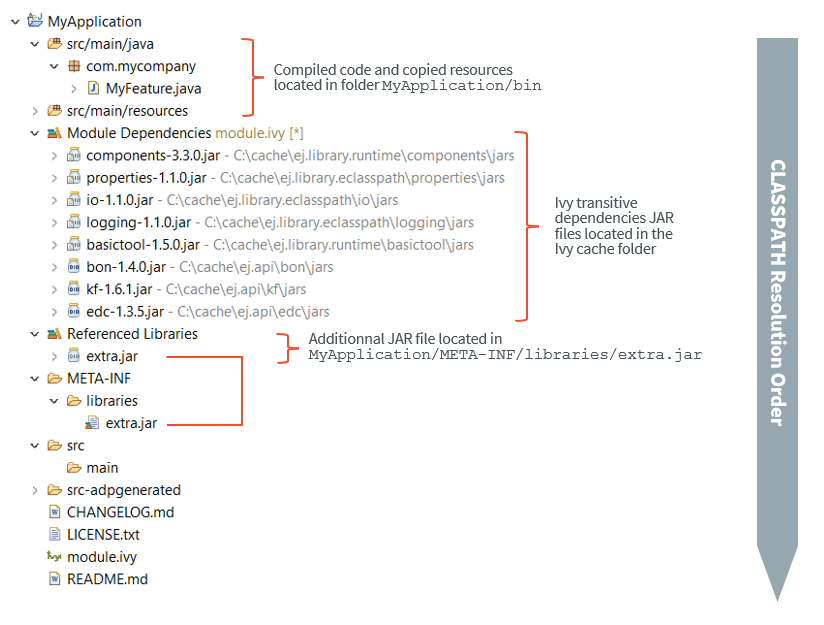 MyApplication
src/main/java
com.mycompany
MyFeature.java
Compiled code and copied resources
located in folder MyApplication/bin
src/main/resources
Module Dependencies module.ivy [*]
components-3.3.0.jar - C:\cache\ej.library.runtime\components\jars
properties-1.1.0.jar - C:\cache\ej.library.eclasspath\properties\jars
io-1.1.0.jar - C:\cache\ej.library.eclasspath\io\jars
logging-1.1.0.jar - C:\cache\ej.library.eclasspath\logging\jars
basictool-1.5.0.jar - C:\cache\ej.library.runtime\basictool\jars
bon-1.4.0.jar - C:\cache\ej.api\bon\jars
kf-1.6.1.jar - C:\cache\ej.api\kf\jars
edc-1.3.5.jar - C:\cache\ej.api\edc\jars
Ivy transitive
dependencies JAR
files located in the
Ivy cache folder
Referenced Libraries
extra.jar
Additionnal JAR file located in
MyApplication/META-INF/libraries/extra.jar
META-INF
libraries
extra.jar
src
main
src-adpgenerated
CHANGELOG.md
LICENSE.txt
module.ivy
README.md
CLASSPATH Resolution Order